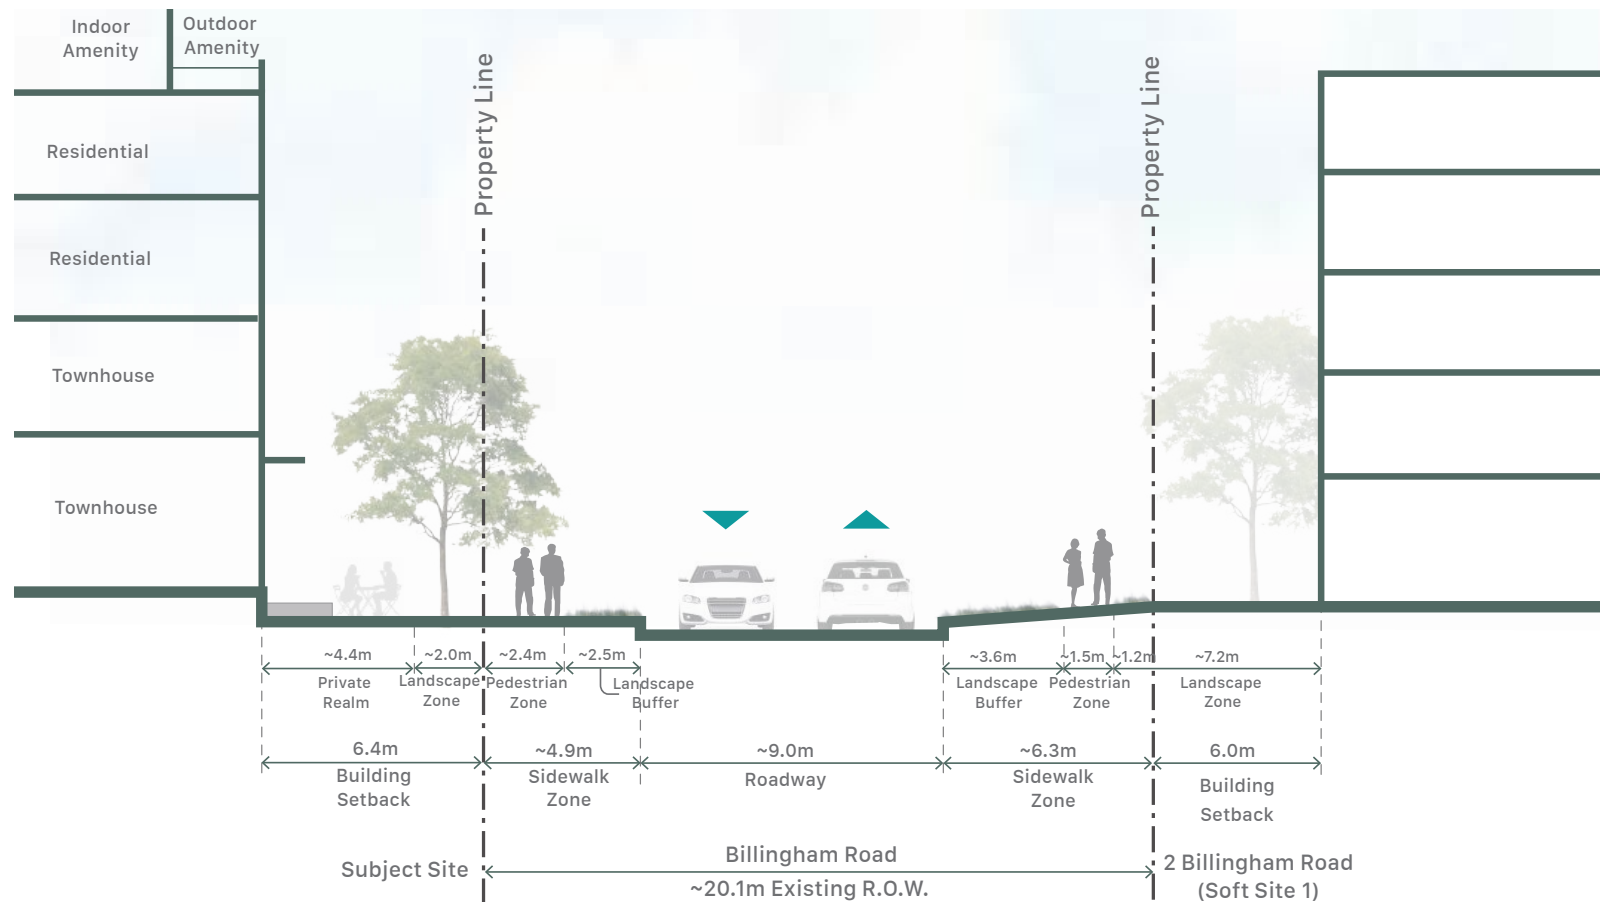 Indoor
Amenity
Outdoor
Amenity
Residential
Residential
Townhouse
Townhouse
Property Line
Property Line
~4.4m
Private
Realm
~2.0m
Landscape
Zone
~2.4m
Pedestrian
Zone
~2.5m
Landscape
Buffer
~3.6m
Landscape
Buffer
~1.5m
Pedestrian
Zone
~1.2m
~7.2m
Landscape
Zone
6.4m
Building
Setback
~4.9m
Sidewalk
Zone
~9.0m
Roadway
~6.3m
Sidewalk
Zone
6.0m
Building
Setback
Subject Site
Billingham Road
~20.1m Existing R.O.W.
2 Billingham Road
(Soft Site 1)